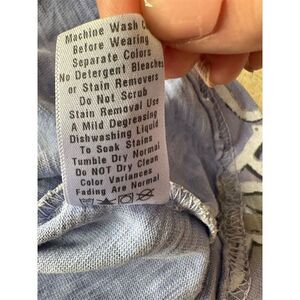 Machine Wash
Before Wearing
Separate Colors
No Detergent Bleaches
or Stain Removers
Do Not Scrub
Stain Removal Use
A Mild Degreasing
Dishwashing Liquid
To Soak Stains
Tumble Dry Normal
Do NOT Dry Clean
Color Variances
Fading Are Normal